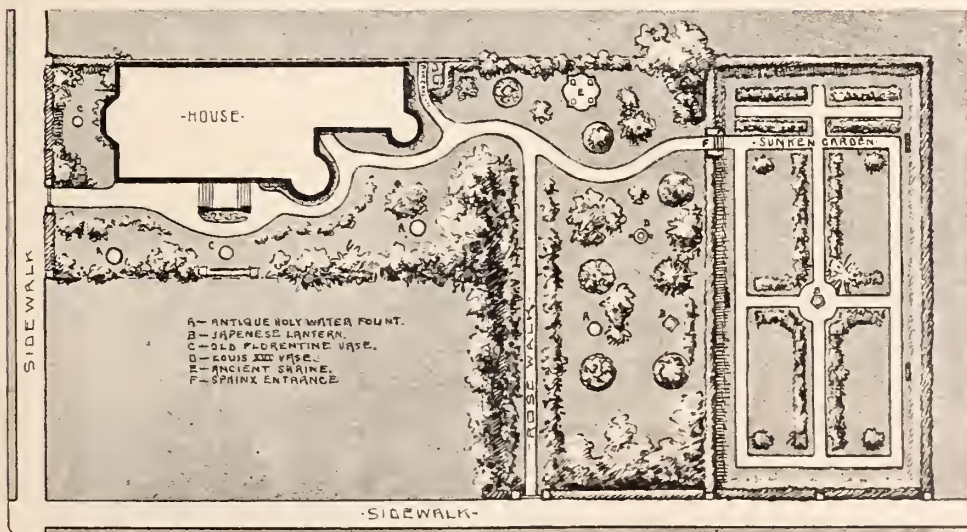 -HOUSE-
C
E
F
-SUNKEN GARDEN-
A
B
D
A
C
A
B
B
SIDEWALK
-ROSE WALK-
A- ANTIQUE HOLY WATER FOUNT.
B- JAPENESE LANTERN.
C- OLD FLORENTINE VASE.
D- LOUIS XVI VASE.
E- ANCIENT SHRINE.
F- SPHINX ENTRANCE
-SIDEWALK-